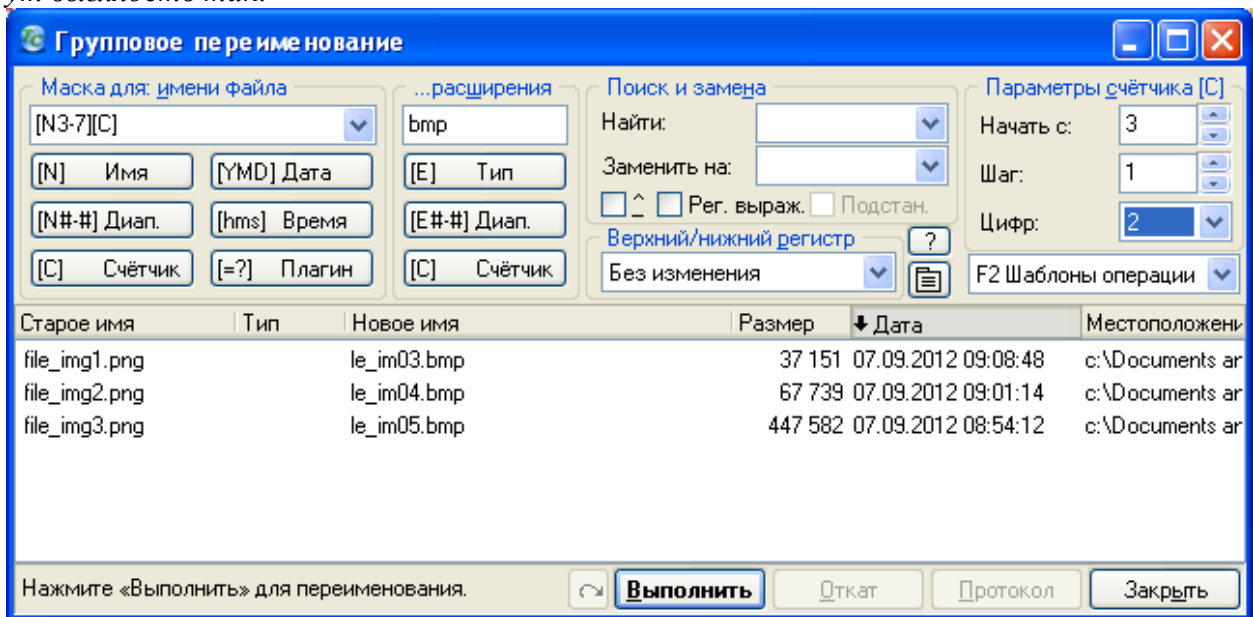 Групповое переименование
Маска для: имени файла
...расширения
Поиск и замена
Параметры счётчика [C]
[N3-7][C]
bmp
Найти:
Начать с: 3
[N] Имя
[YMD] Дата
[E] Тип
Заменить на:
Шаг: 1
^
Рег. выраж.
Подстан.
[N#-#] Диап.
[hms] Время
[E#-#] Диап.
Цифр: 2
Верхний/нижний регистр
?
[C] Счётчик
[=?] Плагин
[C] Счётчик
Без изменения
F2 Шаблоны операции
Старое имя Тип Новое имя Размер Дата Местоположени
file_img1.png le_im03.bmp 37 151 07.09.2012 09:08:48 c:\Documents ar
file_img2.png le_im04.bmp 67 739 07.09.2012 09:01:14 c:\Documents ar
file_img3.png le_im05.bmp 447 582 07.09.2012 08:54:12 c:\Documents ar
Нажмите «Выполнить» для переименования.
Выполнить
Откат
Протокол
Закрыть